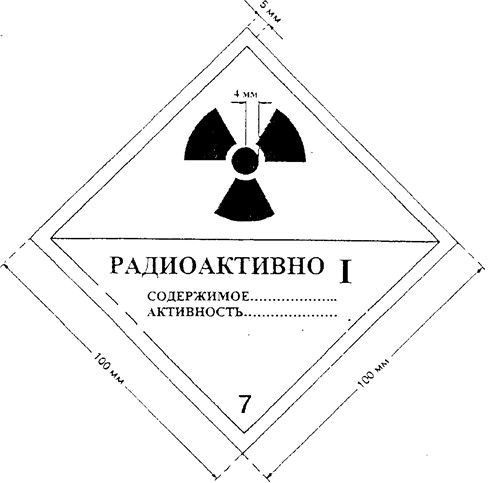 5 мм
4 мм
РАДИОАКТИВНО I
СОДЕРЖИМОЕ....................
АКТИВНОСТЬ.....................
100 мм
100 мм
7